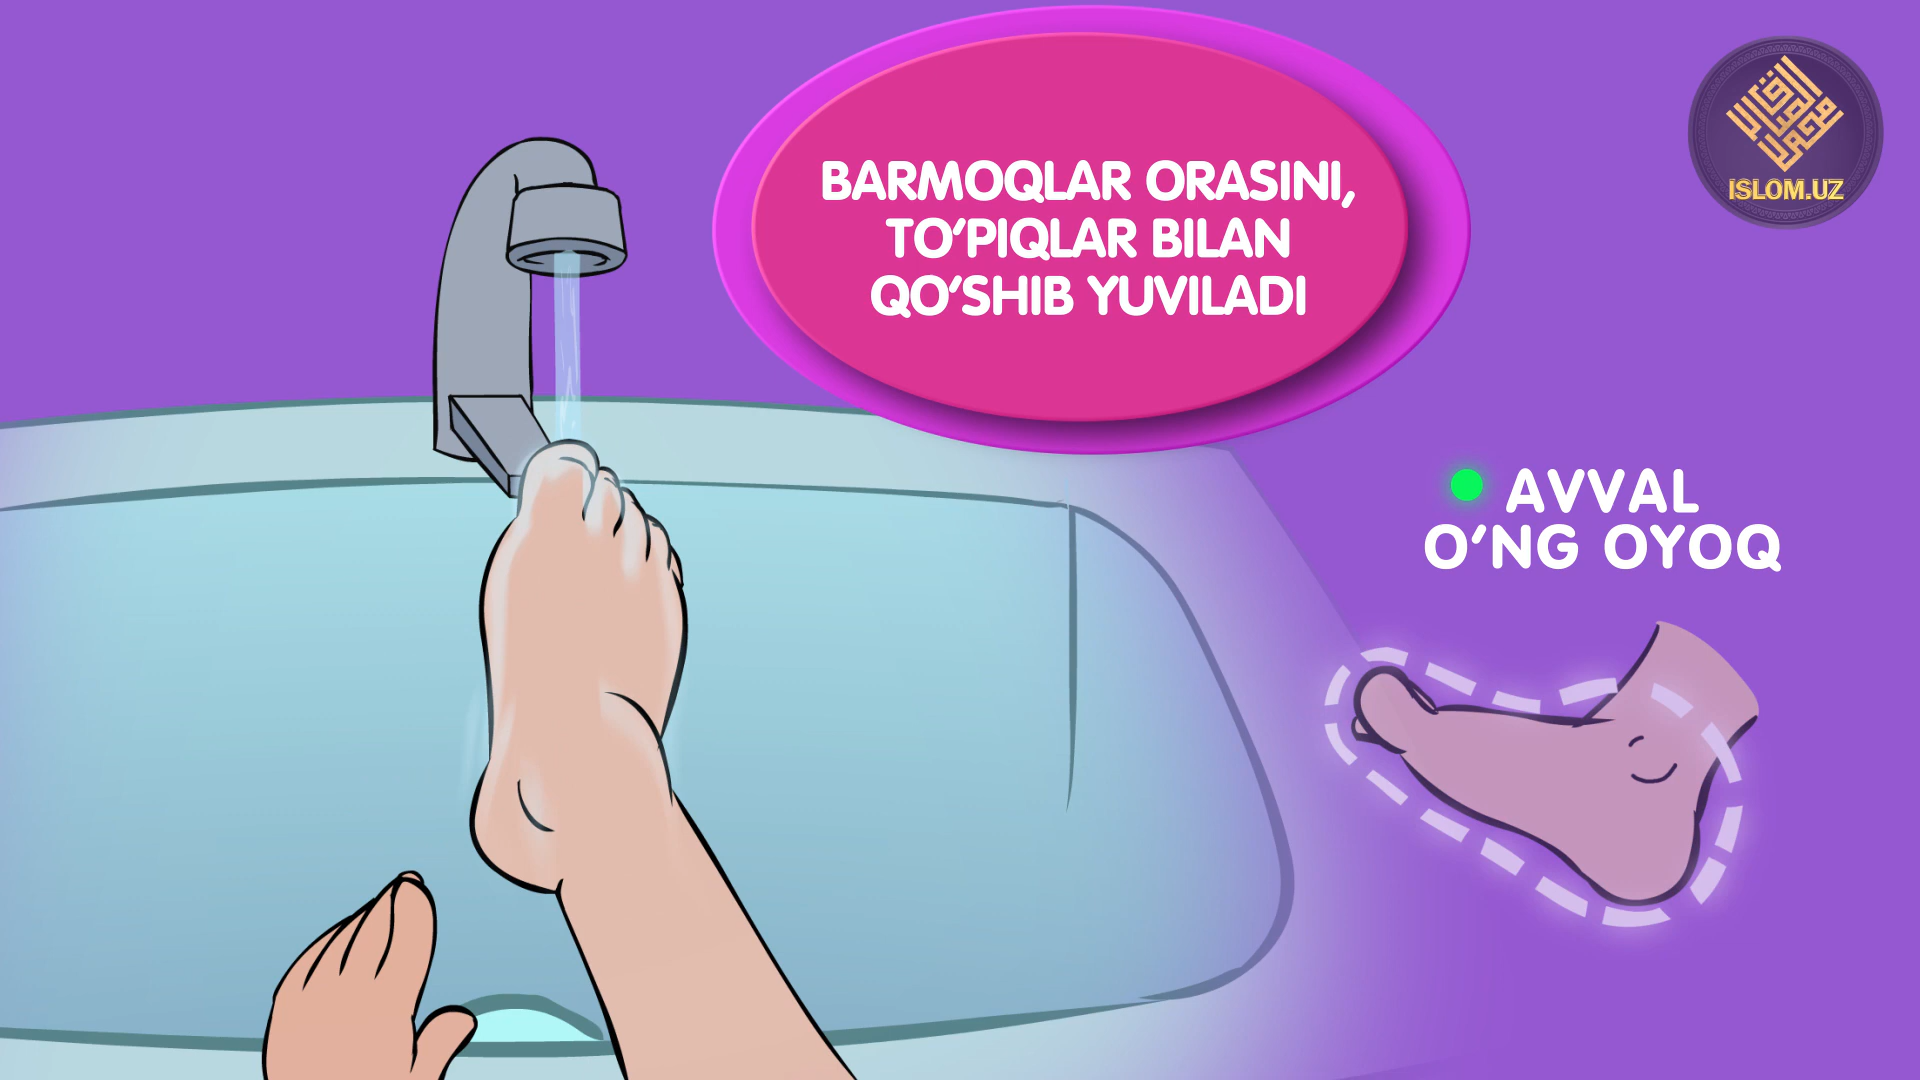 BARMOQLAR ORASINI,
TO'PIQLAR BILAN
QO'SHIB YUVILADI
ISLOM.UZ
AVVAL
O'NG OYOQ